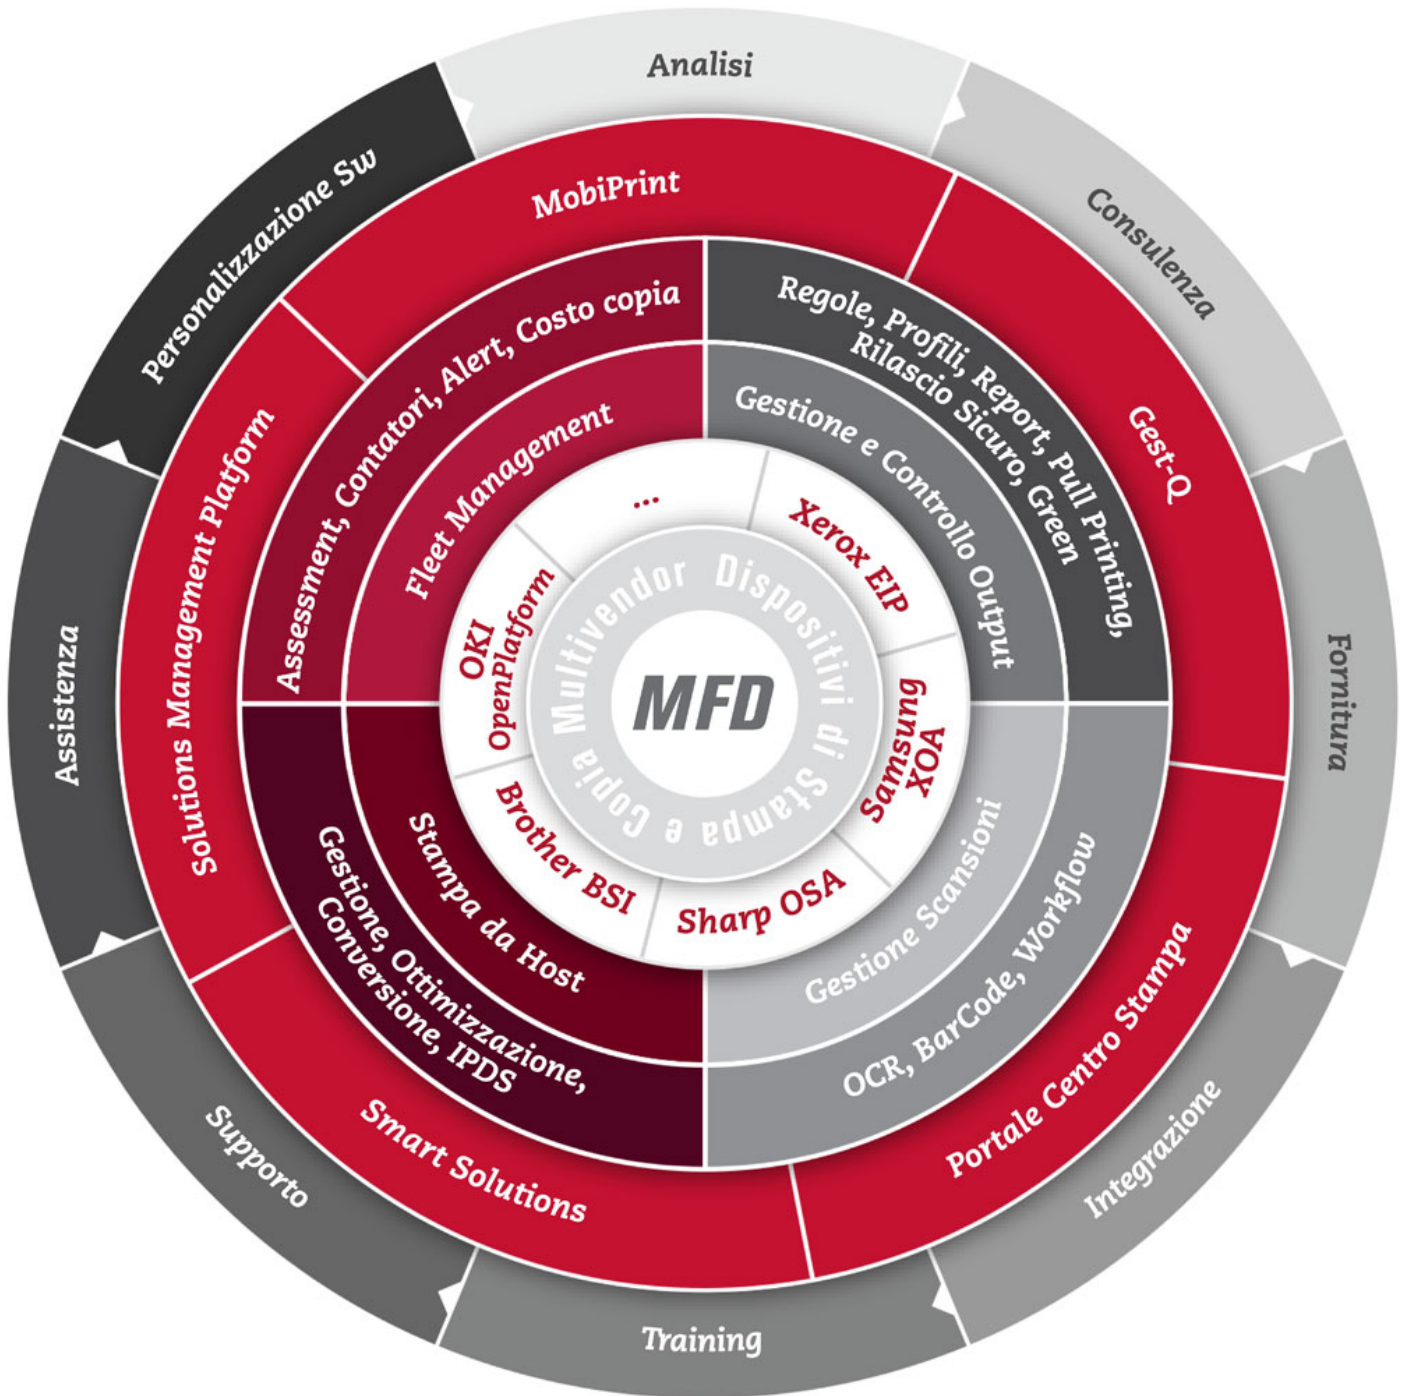 Analisi
Consulenza
Fornitura
Integrazione
Training
Supporto
Assistenza
Personalizzazione Sw
MobiPrint
Gest-Q
Portale Centro Stampa
Smart Solutions
Solutions Management Platform
Assessment, Contatori, Alert, Costo copia
Regole, Profili, Report, Pull Printing,
Rilascio Sicuro, Green
OCR, BarCode, Workflow
Gestione, Ottimizzazione,
Conversione, IPDS
Fleet Management
Gestione e Controllo Output
Gestione Scansioni
Stampa da Host
...
Xerox EIP
Samsung
XOA
Sharp OSA
Brother BSI
OKI
OpenPlatform
Dispositivi di Stampa e Copia Multivendor
MFD